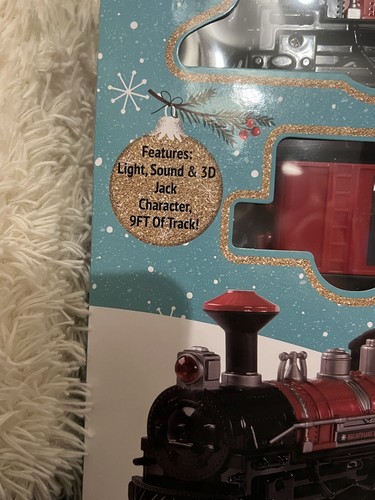 Features:
Light, Sound & 3D
Jack
Character,
9FT Of Track!